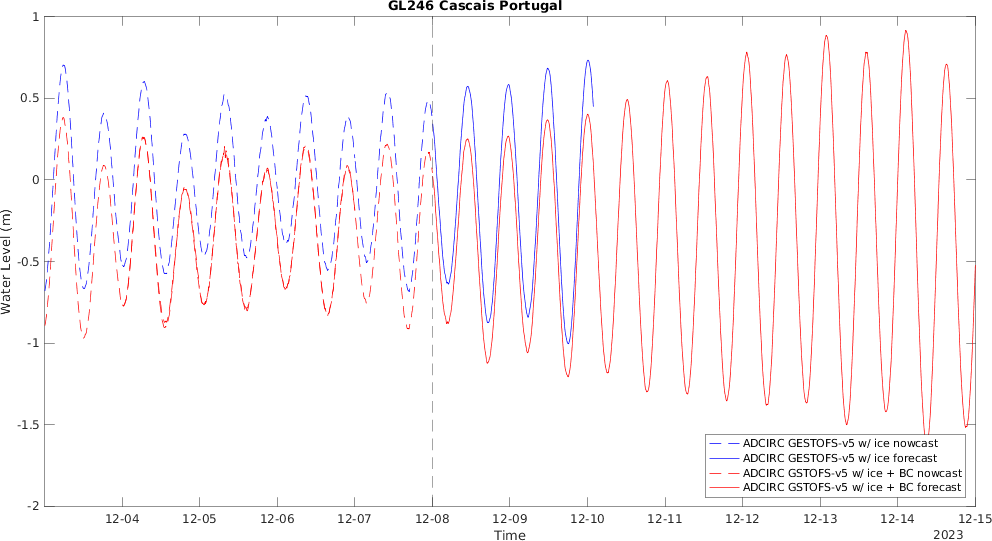 GL246 Cascais Portugal
1
0.5
0
-0.5
-1
-1.5
-2
Water Level (m)
ADCIRC GESTOFS-v5 w/ ice nowcast
ADCIRC GESTOFS-v5 w/ ice forecast
ADCIRC GSTOFS-v5 w/ ice + BC nowcast
ADCIRC GSTOFS-v5 w/ ice + BC forecast
12-04 12-05 12-06 12-07 12-08 12-09 12-10 12-11 12-12 12-13 12-14 12-15
Time
2023